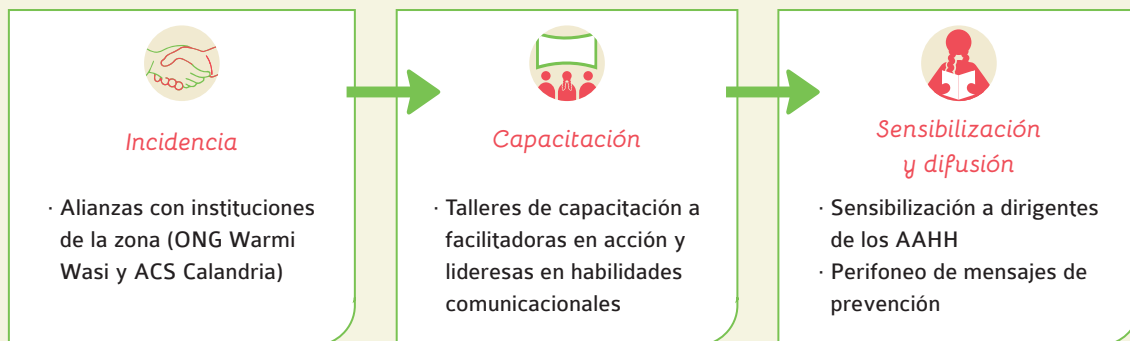 Incidencia
· Alianzas con instituciones
de la zona (ONG Warmi
Wasi y ACS Calandria)
Capacitación
· Talleres de capacitación a
facilitadoras en acción y
lideresas en habilidades
comunicacionales
Sensibilización
y difusión
· Sensibilización a dirigentes
de los AAHH
· Perifoneo de mensajes de
prevención